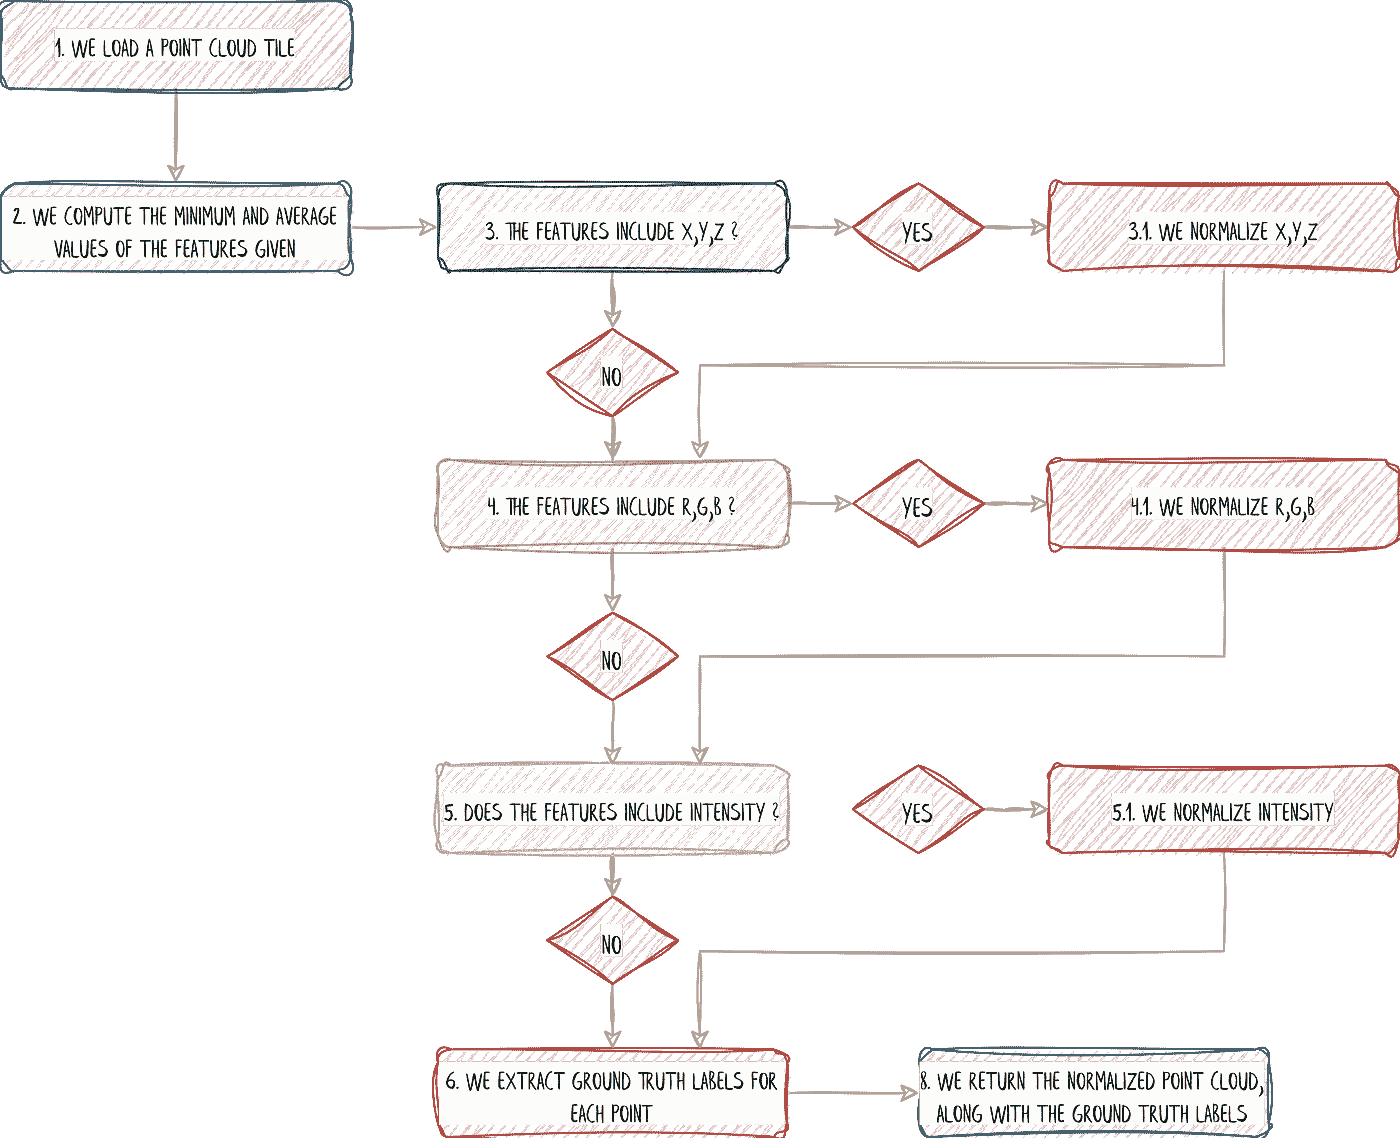 1. WE LOAD A POINT CLOUD TILE
2. WE COMPUTE THE MINIMUM AND AVERAGE
VALUES OF THE FEATURES GIVEN
3. THE FEATURES INCLUDE X,Y,Z ?
YES
3.1. WE NORMALIZE X,Y,Z
NO
4. THE FEATURES INCLUDE R,G,B ?
YES
4.1. WE NORMALIZE R,G,B
NO
5. DOES THE FEATURES INCLUDE INTENSITY ?
YES
5.1. WE NORMALIZE INTENSITY
NO
6. WE EXTRACT GROUND TRUTH LABELS FOR
EACH POINT
8. WE RETURN THE NORMALIZED POINT CLOUD,
ALONG WITH THE GROUND TRUTH LABELS